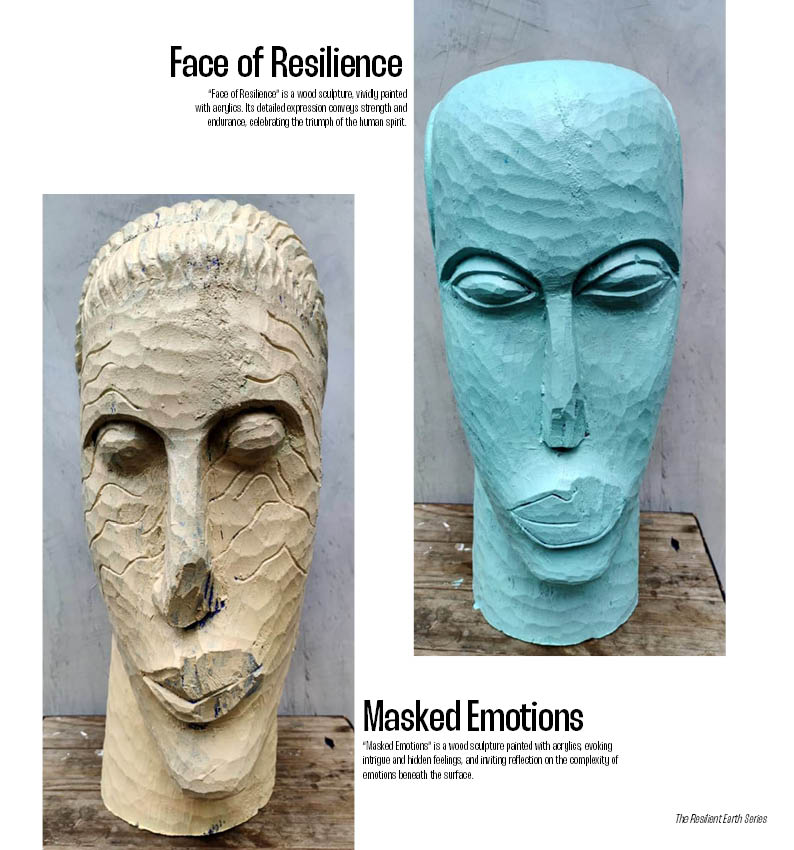 Face of Resilience
"Face of Resilience" is a wood sculpture, vividly painted
with acrylics. Its detailed expression conveys strength and
endurance, celebrating the triumph of the human spirit.
Masked Emotions
"Masked Emotions" is a wood sculpture painted with acrylics, evoking
intrigue and hidden feelings, and inviting reflection on the complexity of
emotions beneath the surface.
The Resilient Earth Series